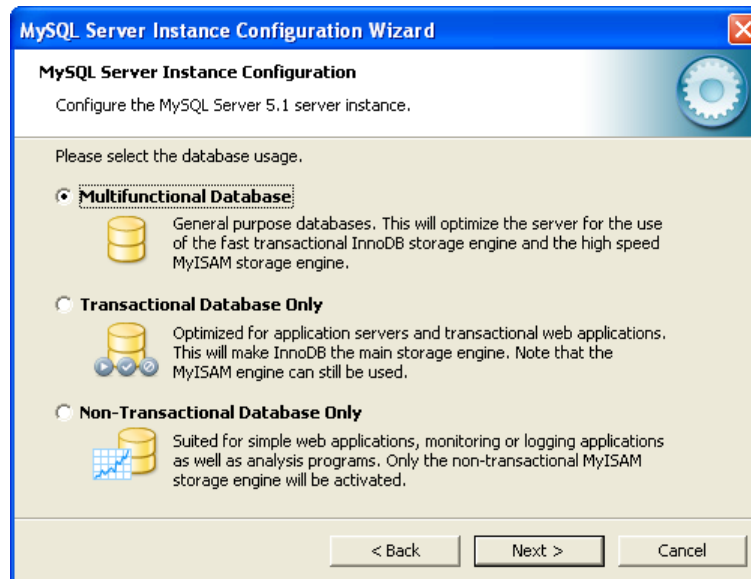 MySQL Server Instance Configuration Wizard
MySQL Server Instance Configuration
Configure the MySQL Server 5.1 server instance.
Please select the database usage.
Multifunctional Database
General purpose databases. This will optimize the server for the use
of the fast transactional InnoDB storage engine and the high speed
MyISAM storage engine.
Transactional Database Only
Optimized for application servers and transactional web applications.
This will make InnoDB the main storage engine. Note that the
MyISAM engine can still be used.
Non-Transactional Database Only
Suited for simple web applications, monitoring or logging applications
as well as analysis programs. Only the non-transactional MyISAM
storage engine will be activated.
< Back Next > Cancel